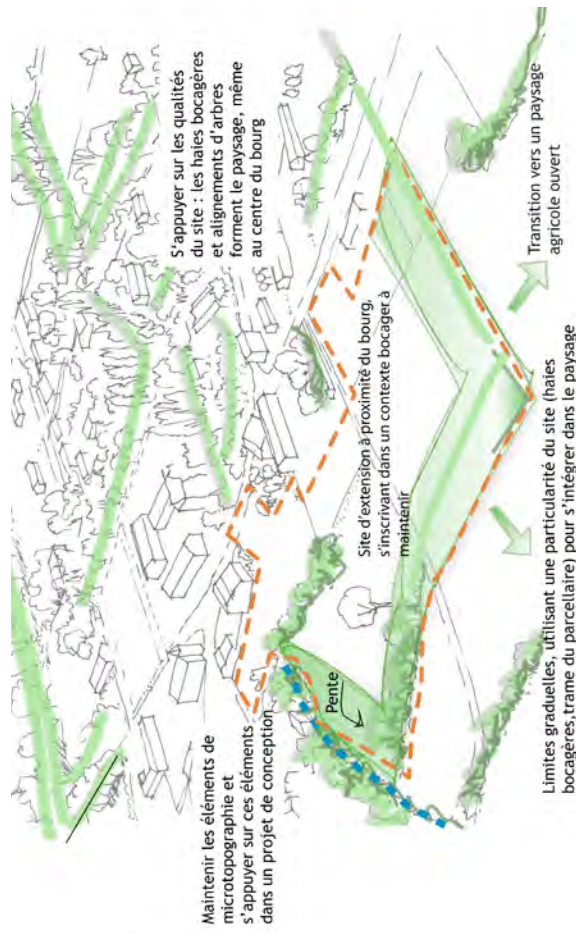 S'appuyer sur les qualités
du site : les haies bocagères
et alignements d'arbres
forment le paysage, même
au centre du bourg
Maintenir les éléments de
microtopographie et
s'appuyer sur ces éléments
dans un projet de conception
Site d'extension à proximité du bourg,
s'inscrivant dans un contexte bocager à
maintenir
Pente
Transition vers un paysage
agricole ouvert
Limites graduelles, utilisant une particularité du site (haies
bocagères, trame du parcellaire) pour s'intégrer dans le paysage